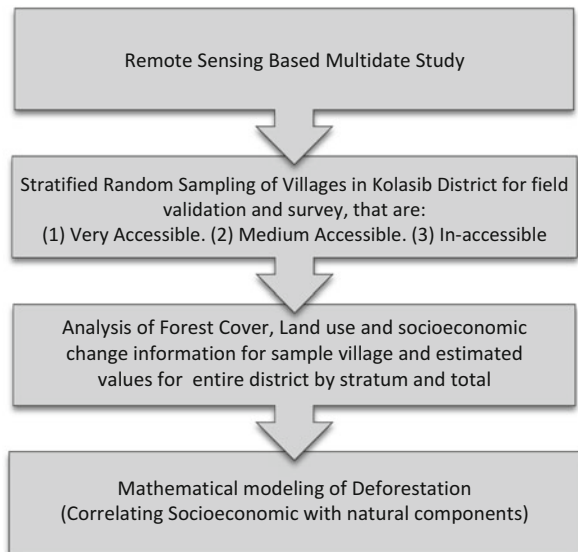 Remote Sensing Based Multidate Study
Stratified Random Sampling of Villages in Kolasib District for field
validation and survey, that are:
(1) Very Accessible. (2) Medium Accessible. (3) In-accessible
Analysis of Forest Cover, Land use and socioeconomic
change information for sample village and estimated
values for entire district by stratum and total
Mathematical modeling of Deforestation
(Correlating Socioeconomic with natural components)